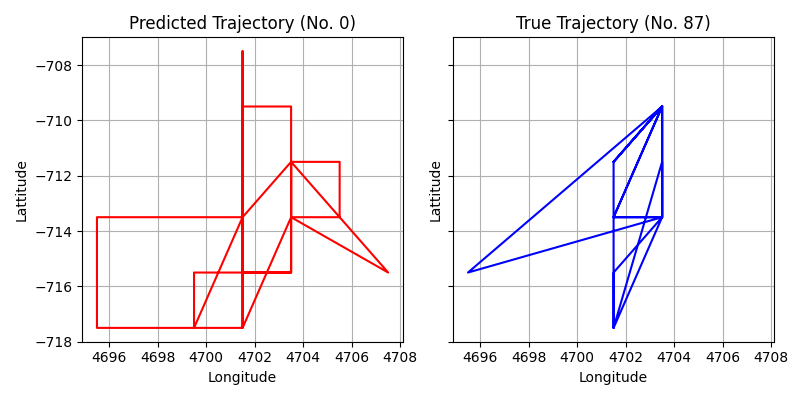 Predicted Trajectory (No. 0)
True Trajectory (No. 87)
Lattitude
−708
−710
−712
−714
−716
−718
4696 4698 4700 4702 4704 4706 4708
Longitude
Lattitude
4696 4698 4700 4702 4704 4706 4708
Longitude